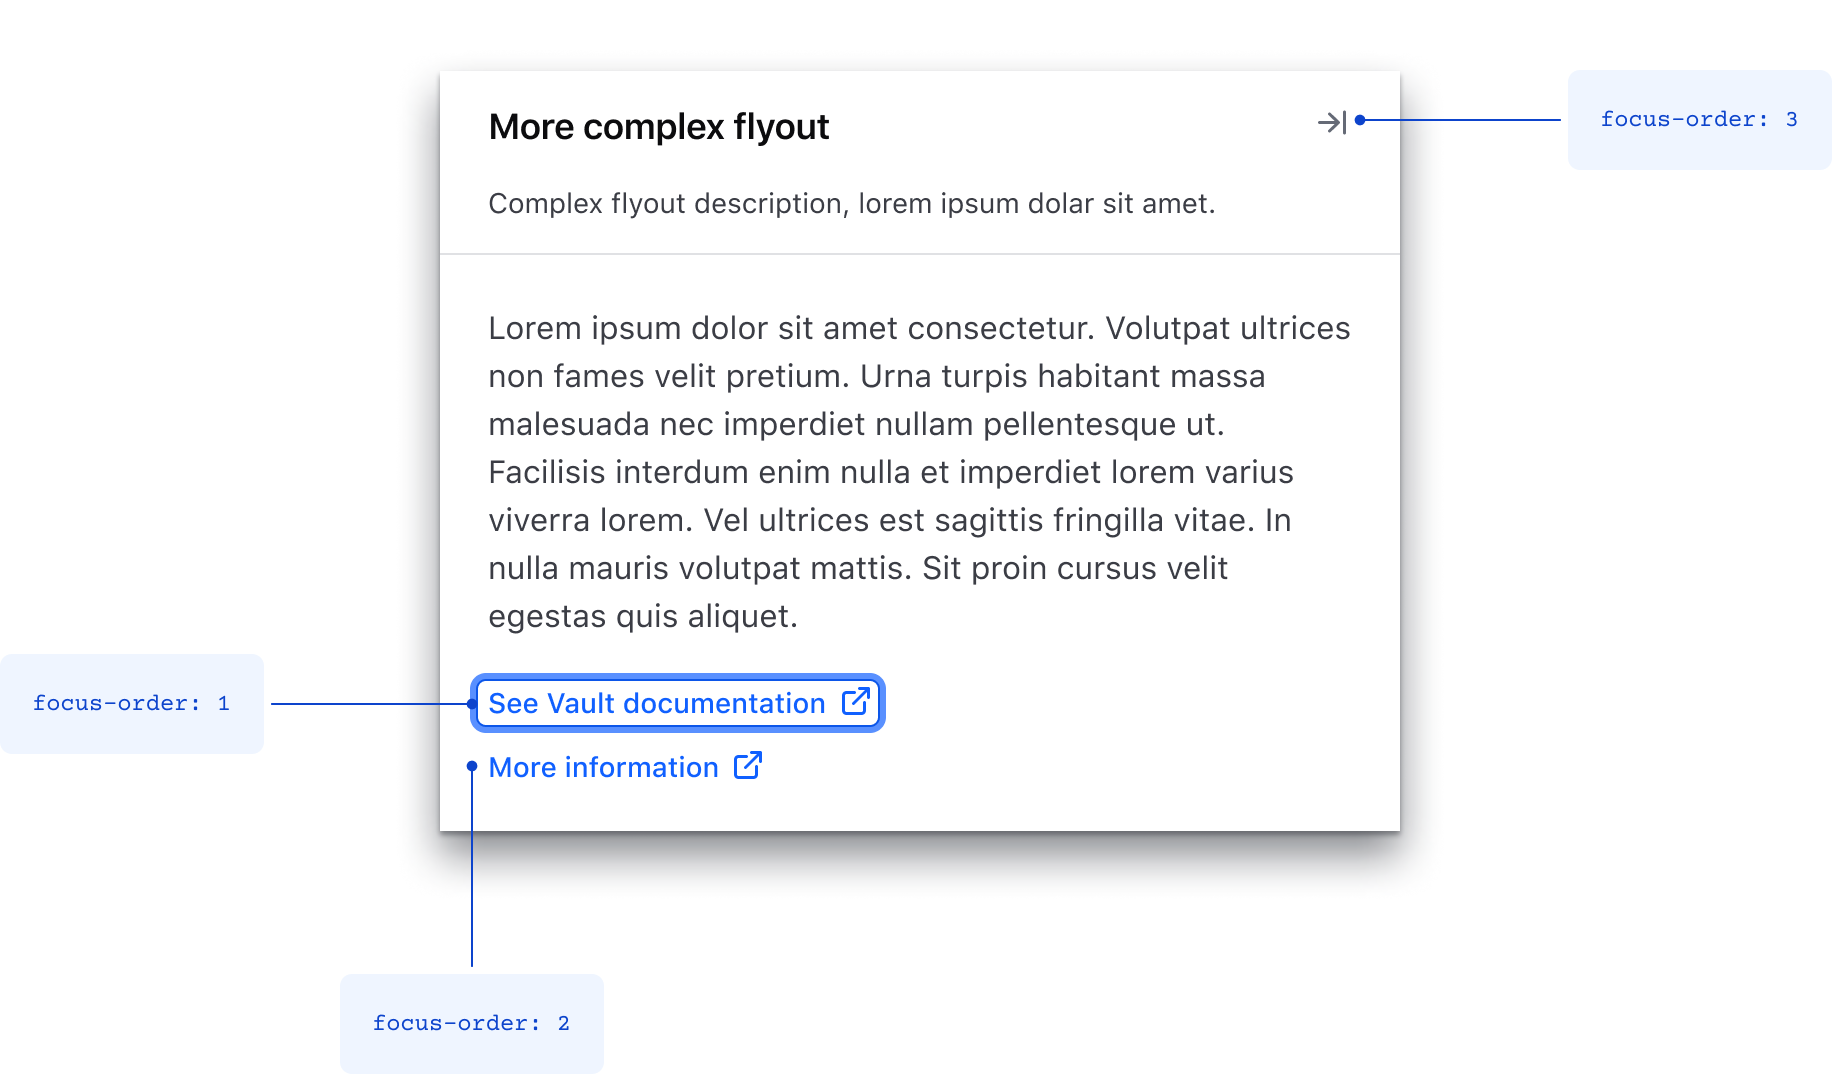 More complex flyout
focus-order: 3
Complex flyout description, lorem ipsum dolar sit amet.
Lorem ipsum dolor sit amet consectetur. Volutpat ultrices
non fames velit pretium. Urna turpis habitant massa
malesuada nec imperdiet nullam pellentesque ut.
Facilisis interdum enim nulla et imperdiet lorem varius
viverra lorem. Vel ultrices est sagittis fringilla vitae. In
nulla mauris volutpat mattis. Sit proin cursus velit
egestas quis aliquet.
focus-order: 1
See Vault documentation
More information
focus-order: 2